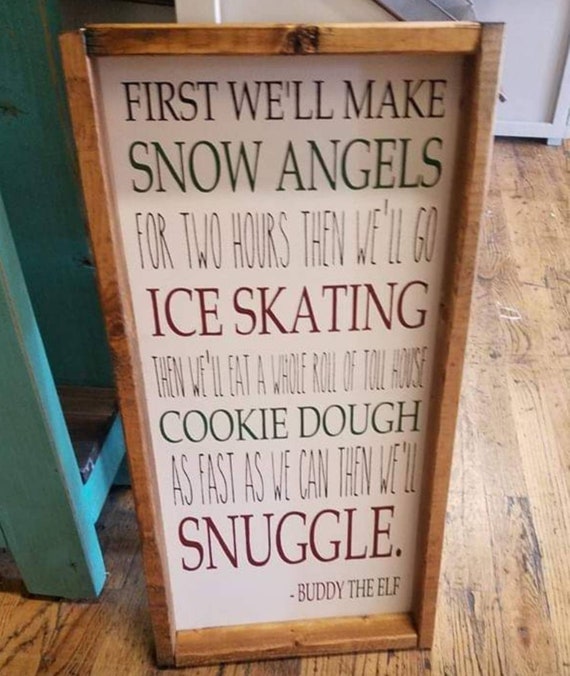 FIRST WE'LL MAKE
SNOW ANGELS
FOR TWO HOURS THEN WE'LL GO
ICE SKATING
THEN WE'LL EAT A WHOLE ROLL OF TOLL HOUSE
COOKIE DOUGH
AS FAST AS WE CAN THEN WE'LL
SNUGGLE.
- BUDDY THE ELF